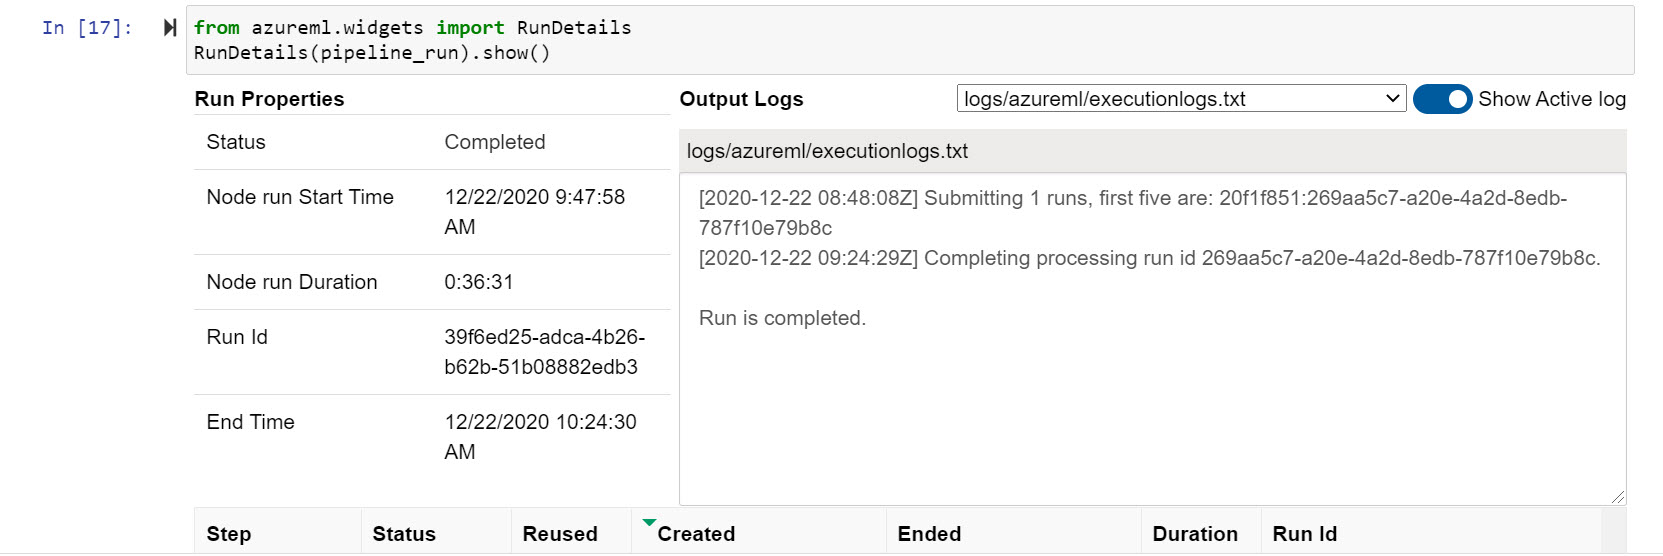 In [17]:
from azureml.widgets import RunDetails
RunDetails(pipeline_run).show()
Run Properties
Status Completed
Node run Start Time 12/22/2020 9:47:58
AM
Node run Duration 0:36:31
Run Id 39f6ed25-adca-4b26-
b62b-51b08882edb3
End Time 12/22/2020 10:24:30
AM
Output Logs
logs/azureml/executionlogs.txt
Show Active log
logs/azureml/executionlogs.txt
[2020-12-22 08:48:08Z] Submitting 1 runs, first five are: 20f1f851:269aa5c7-a20e-4a2d-8edb-
787f10e79b8c
[2020-12-22 09:24:29Z] Completing processing run id 269aa5c7-a20e-4a2d-8edb-787f10e79b8c.
Run is completed.
Step Status Reused Created Ended Duration Run Id